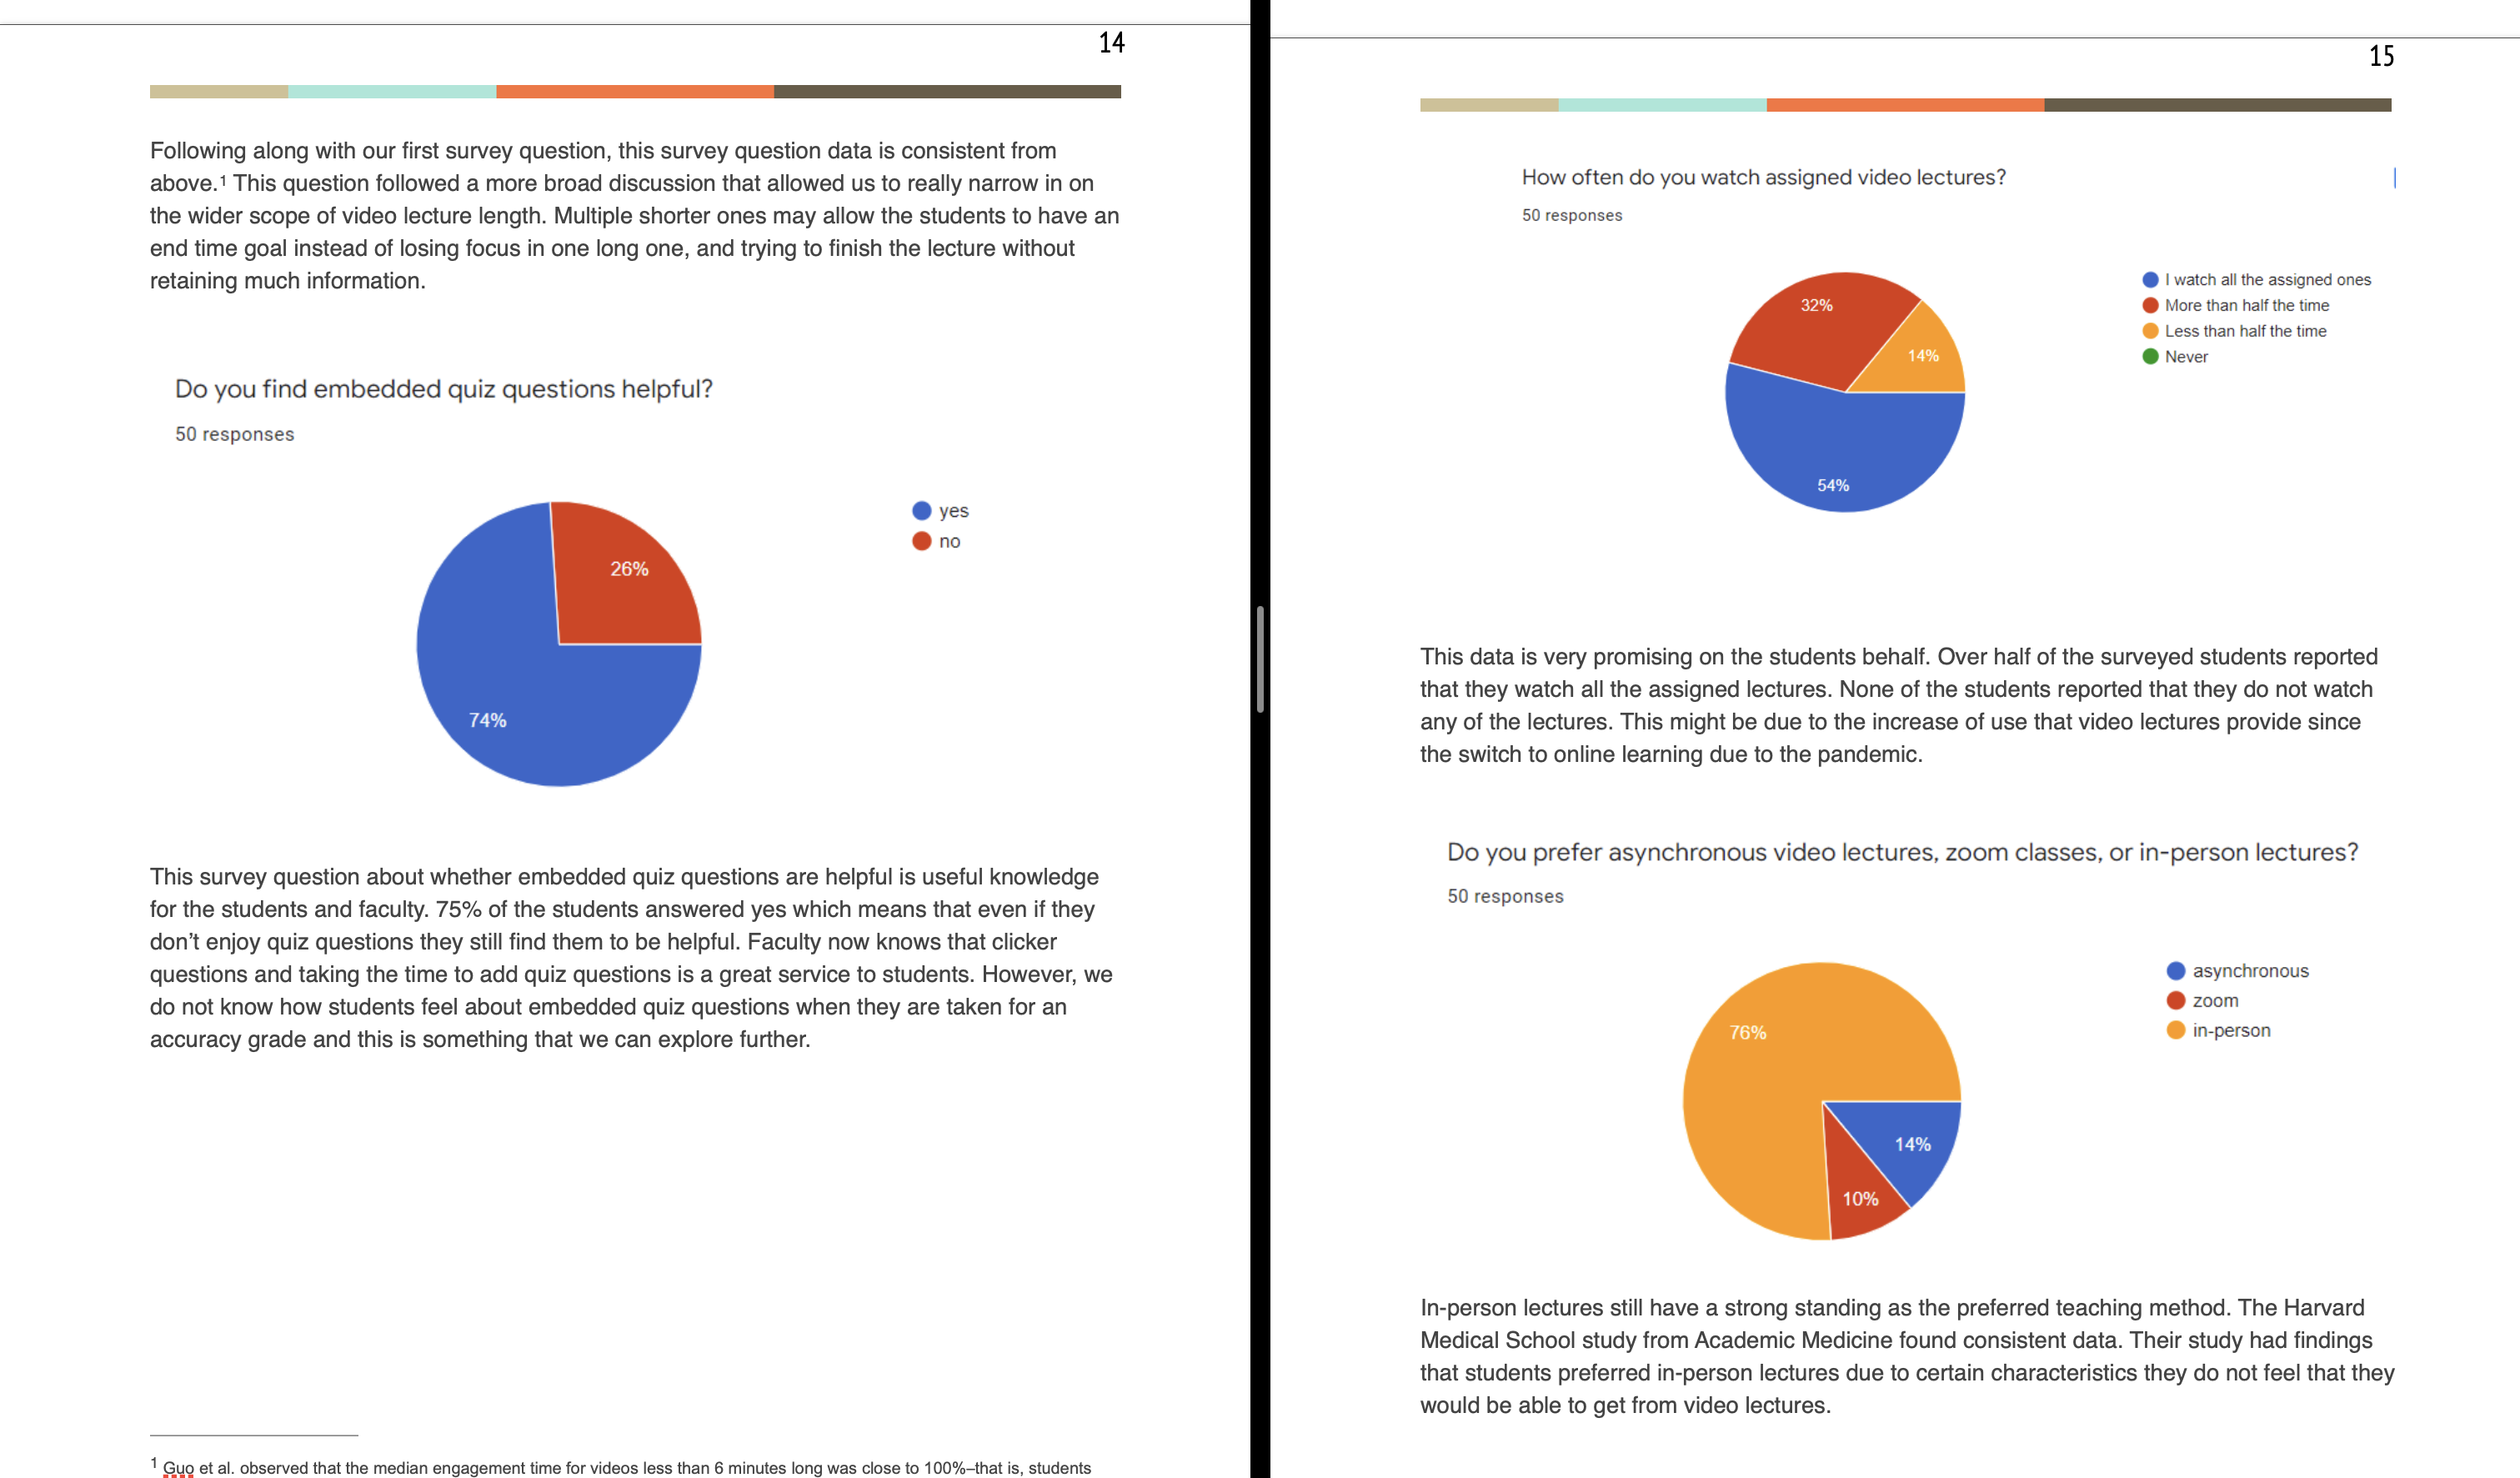 14
Following along with our first survey question, this survey question data is consistent from
above.1 This question followed a more broad discussion that allowed us to really narrow in on
the wider scope of video lecture length. Multiple shorter ones may allow the students to have an
end time goal instead of losing focus in one long one, and trying to finish the lecture without
retaining much information.
Do you find embedded quiz questions helpful?
50 responses
yes
no
26%
74%
This survey question about whether embedded quiz questions are helpful is useful knowledge
for the students and faculty. 75% of the students answered yes which means that even if they
don’t enjoy quiz questions they still find them to be helpful. Faculty now knows that clicker
questions and taking the time to add quiz questions is a great service to students. However, we
do not know how students feel about embedded quiz questions when they are taken for an
accuracy grade and this is something that we can explore further.
1 Guo et al. observed that the median engagement time for videos less than 6 minutes long was close to 100%–that is, students
15
How often do you watch assigned video lectures?
50 responses
I watch all the assigned ones
More than half the time
Less than half the time
Never
32%
14%
54%
This data is very promising on the students behalf. Over half of the surveyed students reported
that they watch all the assigned lectures. None of the students reported that they do not watch
any of the lectures. This might be due to the increase of use that video lectures provide since
the switch to online learning due to the pandemic.
Do you prefer asynchronous video lectures, zoom classes, or in-person lectures?
50 responses
asynchronous
zoom
in-person
76%
14%
10%
In-person lectures still have a strong standing as the preferred teaching method. The Harvard
Medical School study from Academic Medicine found consistent data. Their study had findings
that students preferred in-person lectures due to certain characteristics they do not feel that they
would be able to get from video lectures.